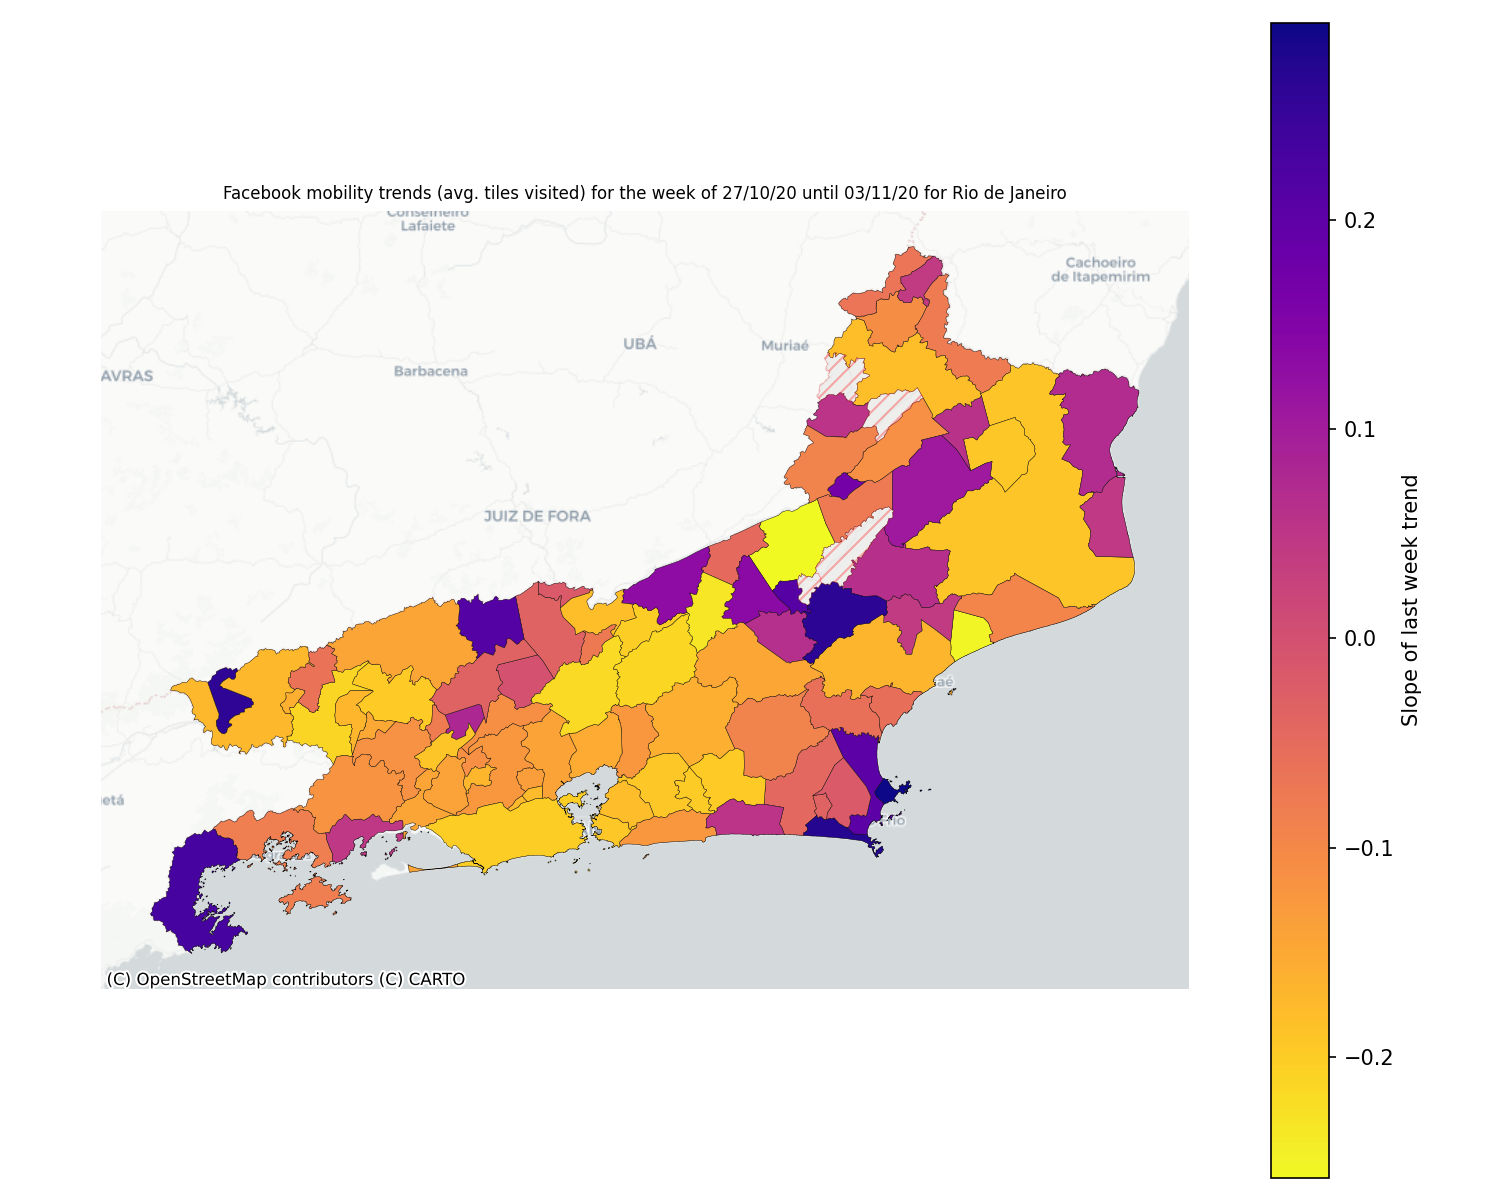 Facebook mobility trends (avg. tiles visited) for the week of 27/10/20 until 03/11/20 for Rio de Janeiro
Conselheiro
Lafaiete
Cachoeiro
de Itapemirim
UBÁ
Muriaé
Barbacena
AVRAS
JUIZ DE FORA
aé
etá
rio
(C) OpenStreetMap contributors (C) CARTO
0.2
0.1
0.0
−0.1
−0.2
Slope of last week trend